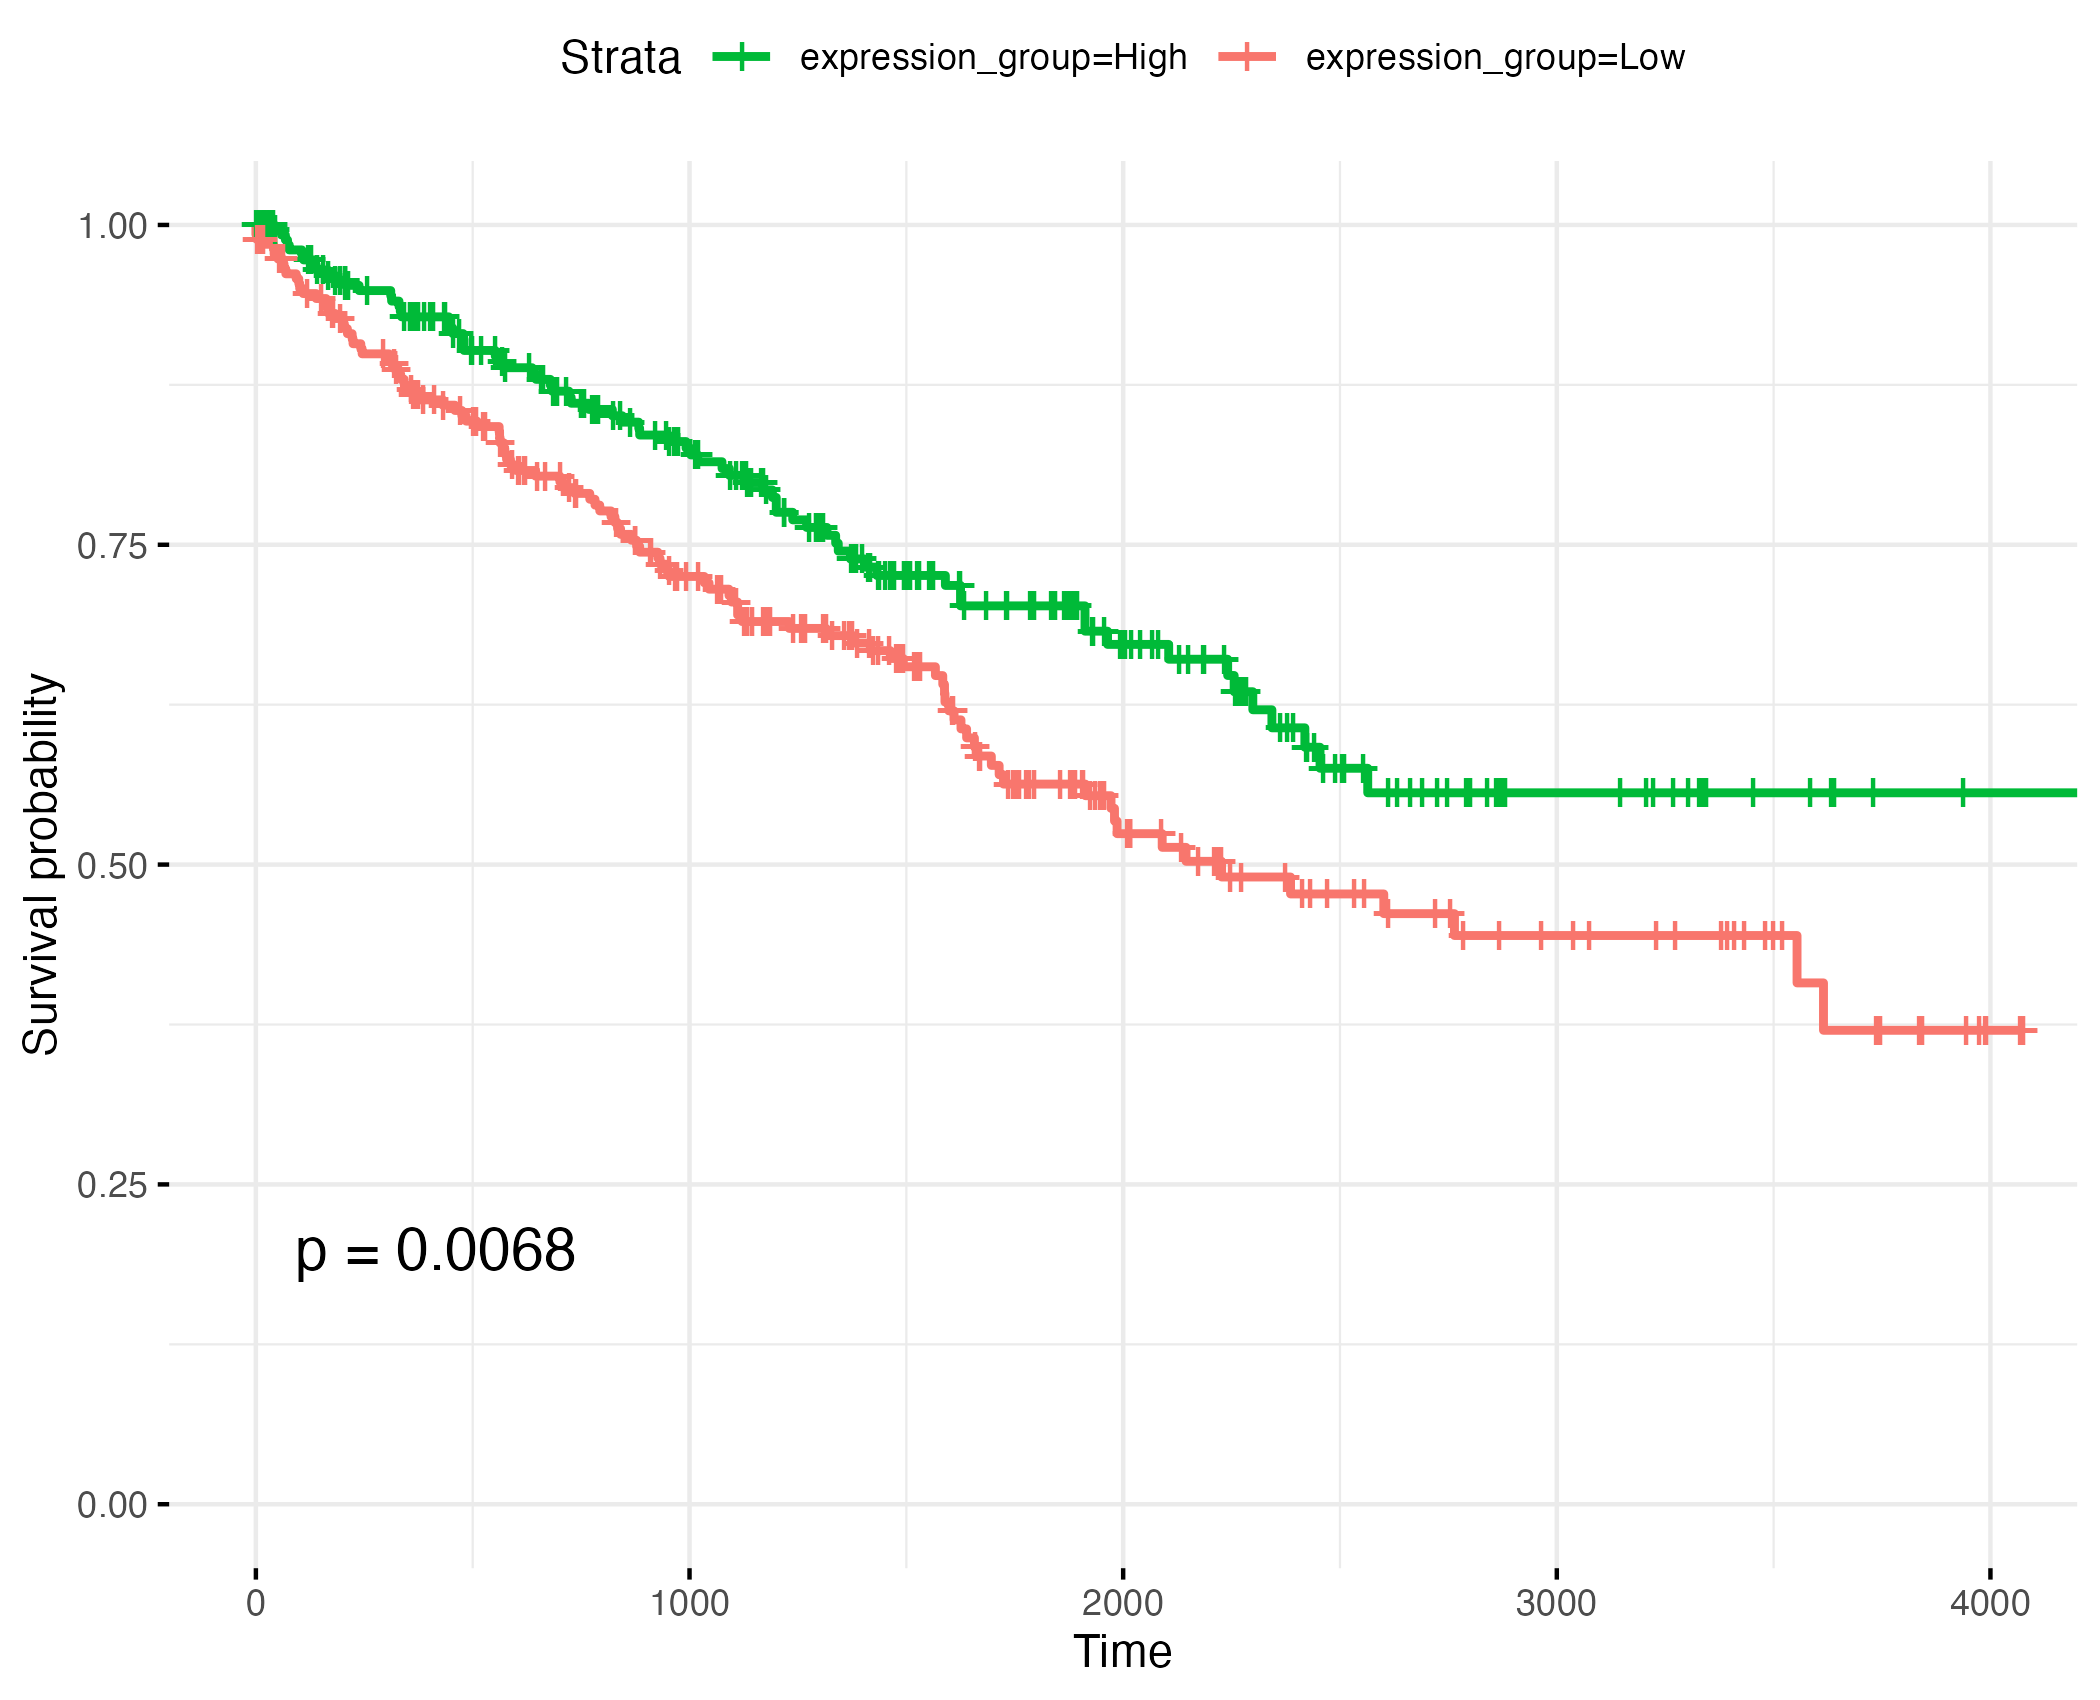 Strata expression_group=High expression_group=Low
1.00
0.75
0.50
0.25
0.00
Survival probability
p = 0.0068
0 1000 2000 3000 4000
Time